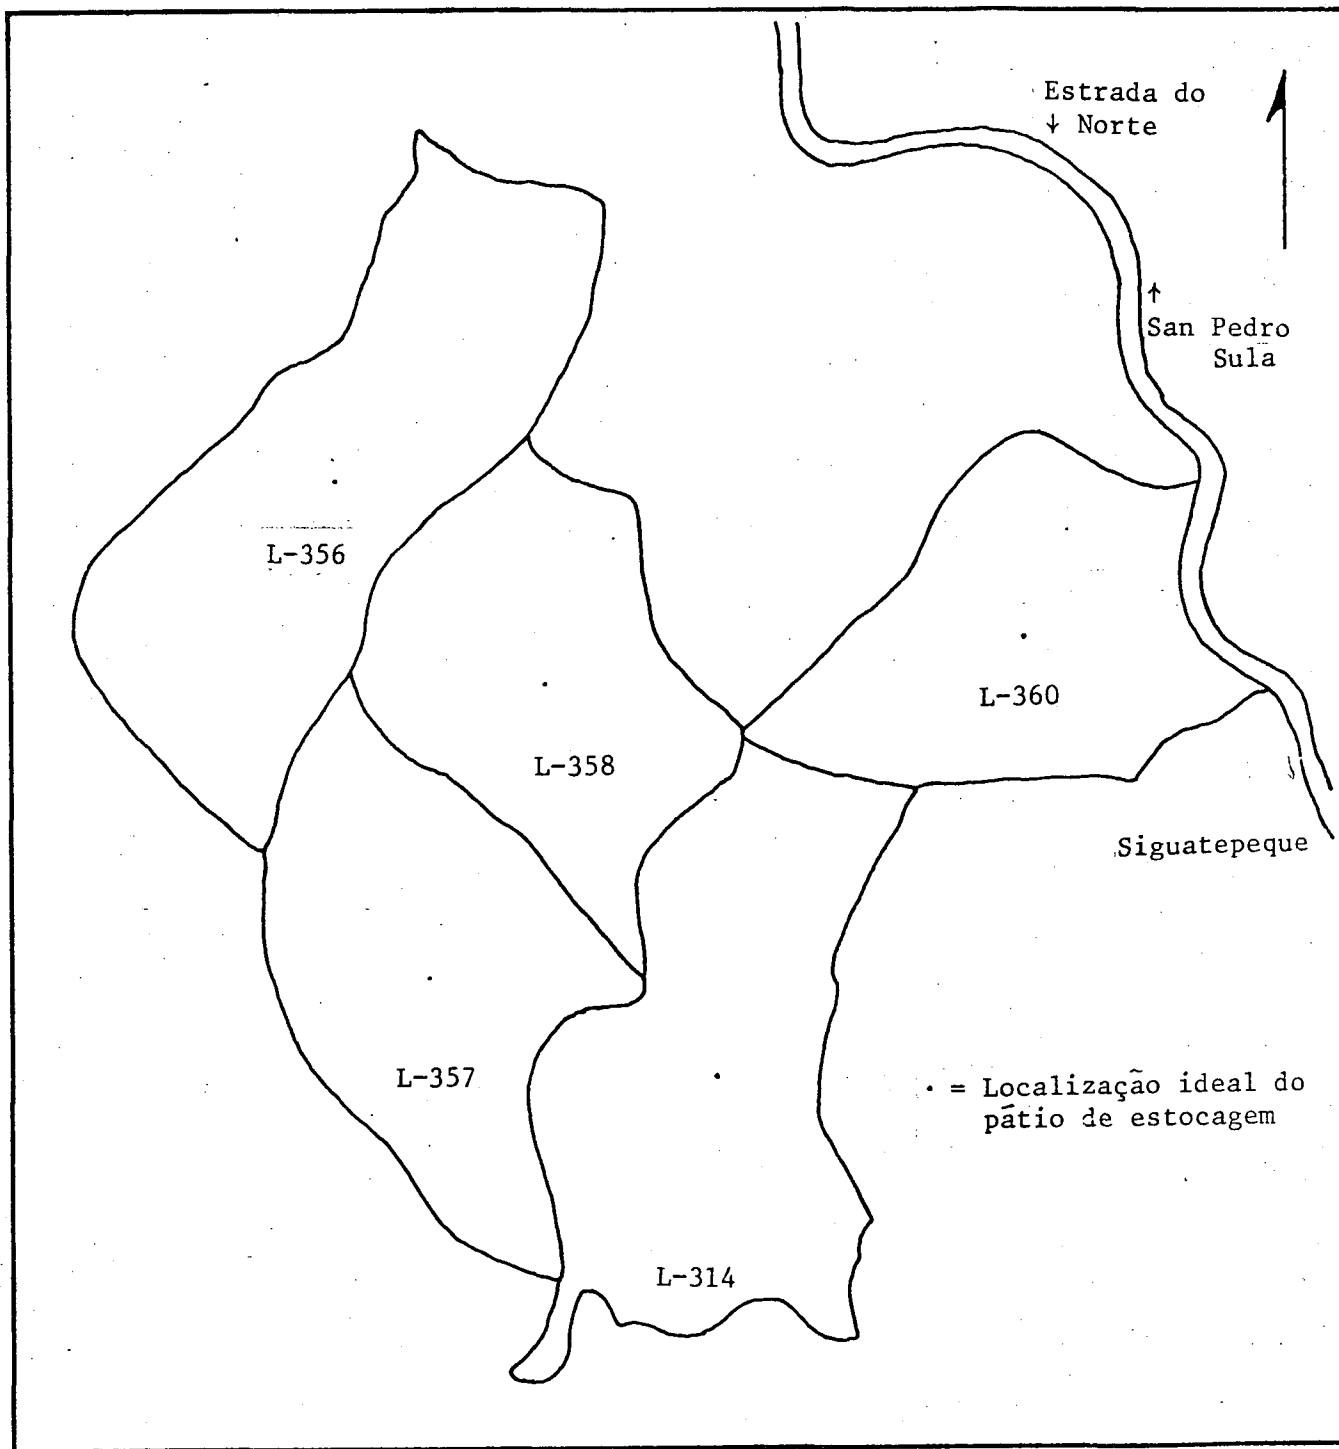 Estrada do
↓ Norte
↑
San Pedro
Sula
L-356
L-360
L-358
Siguatepeque
L-357
· = Localização ideal do
pátio de estocagem
L-314